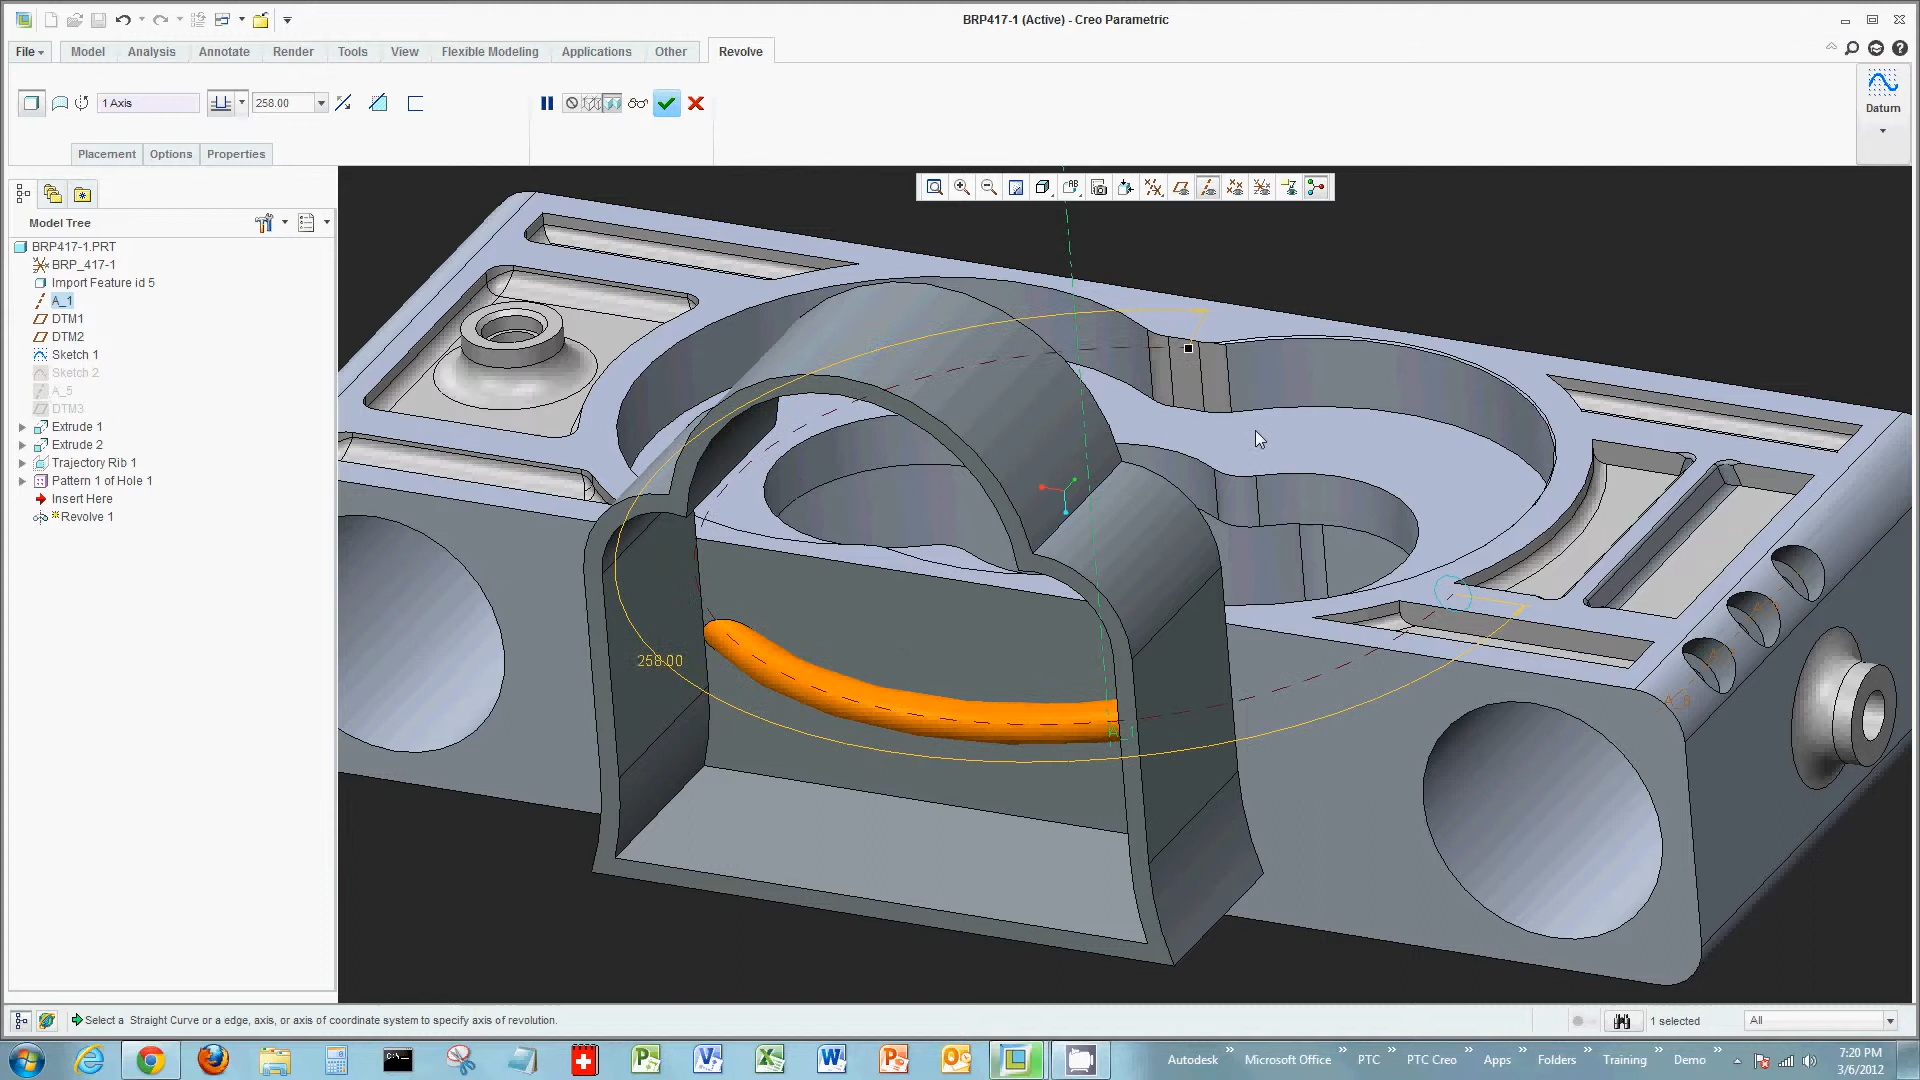 BRP417-1 (Active) - Creo Parametric
File Model Analysis Annotate Render Tools View Flexible Modeling Applications Other Revolve
1 Axis 258.00
Datum
Placement Options Properties
Model Tree
BRP417-1.PRT
BRP_417-1
Import Feature id 5
A_1
DTM1
DTM2
Sketch 1
Sketch 2
A_5
DTM3
Extrude 1
Extrude 2
Trajectory Rib 1
Pattern 1 of Hole 1
Insert Here
Revolve 1
258.00
A_1
Select a Straight Curve or a edge, axis, or axis of coordinate system to specify axis of revolution.
1 selected All
Autodesk Microsoft Office PTC PTC Creo Apps Folders Training Demo
7:20 PM
3/6/2012